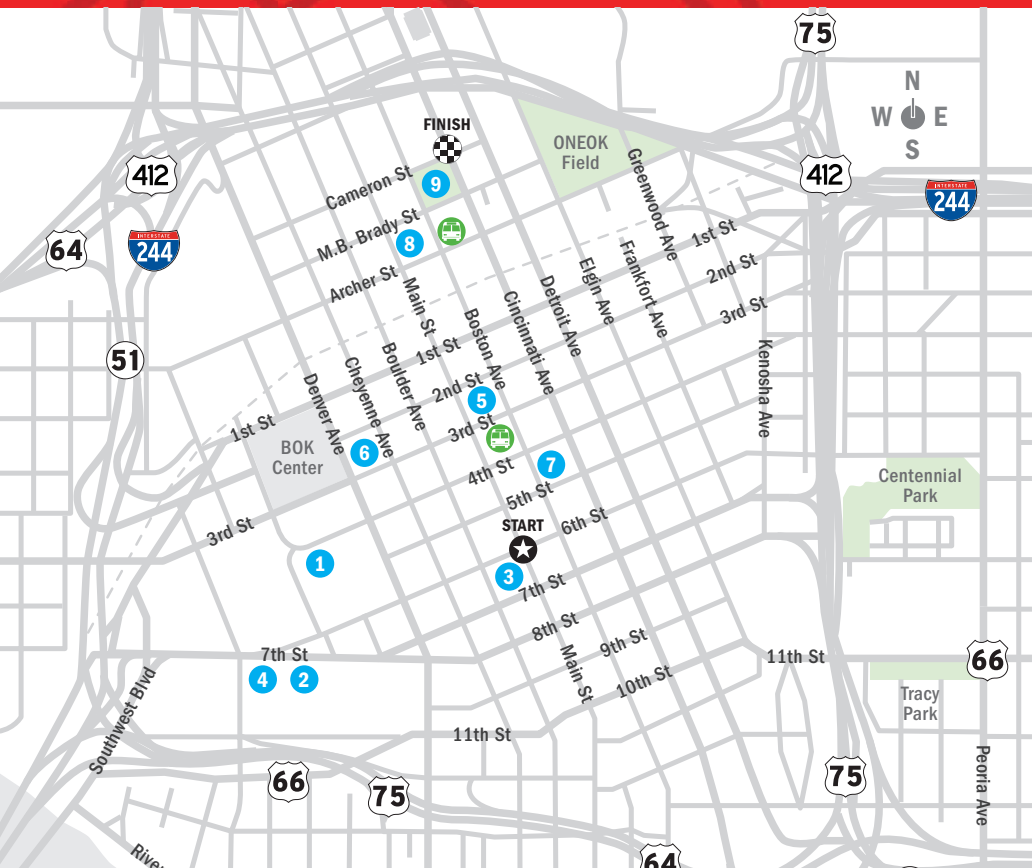 75
N
W E
S
FINISH
ONEOK
Field
412
412
INTERSTATE
244
Cameron St
9
Greenwood Ave
M.B. Brady St
8
64
INTERSTATE
244
1st St
Archer St
2nd St
Frankfort Ave
Elgin Ave
Main St
Detroit Ave
Cincinnati Ave
3rd St
Boston Ave
51
1st St
Boulder Ave
Cheyenne Ave
Kenosha Ave
2nd St
5
Denver Ave
1st St
3rd St
BOK
Center
6
4th St
7
Centennial
Park
5th St
3rd St
6th St
START
1
3
7th St
8th St
9th St
7th St
11th St
66
4
2
Main St
10th St
Southwest Blvd
Tracy
Park
11th St
66
75
75
Peoria Ave
64